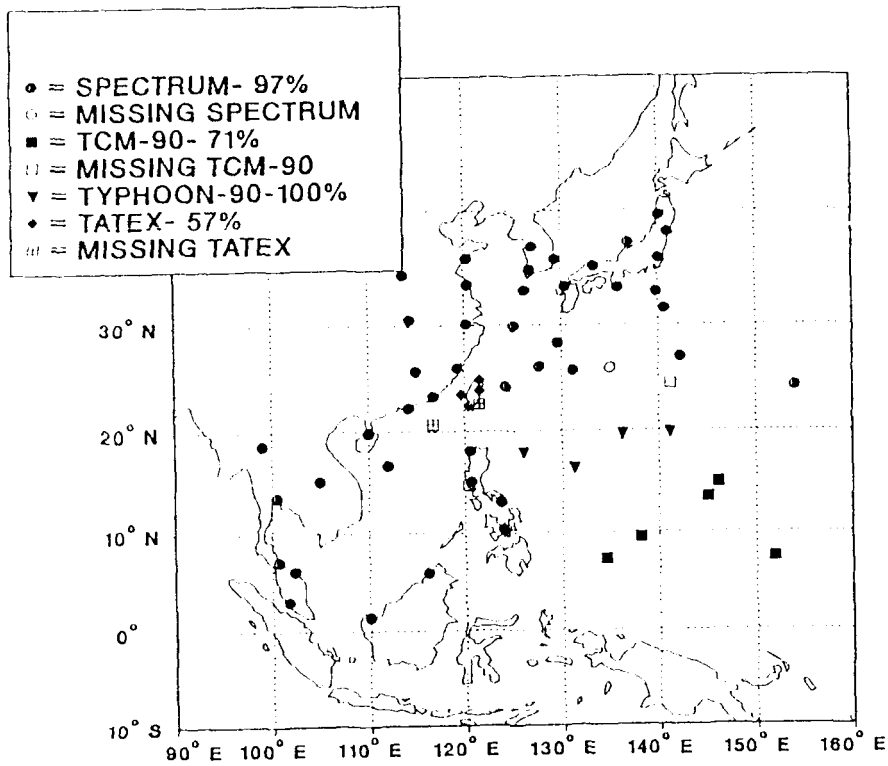 ● = SPECTRUM- 97%
○ = MISSING SPECTRUM
■ = TCM-90- 71%
□ = MISSING TCM-90
▼ = TYPHOON-90-100%
◆ = TATEX- 57%
⊞ = MISSING TATEX
30° N
20° N
10° N
0°
10° S
90° E 100° E 110° E 120° E 130° E 140° E 150° E 160° E